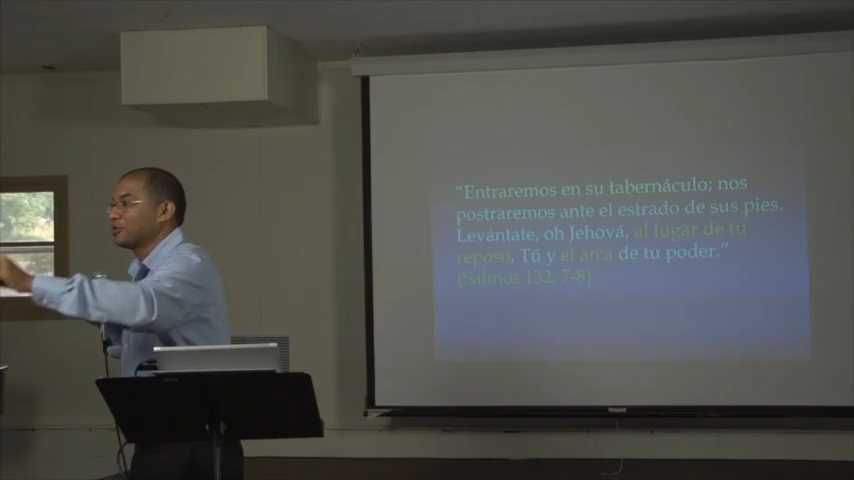 “Entraremos en su tabernáculo; nos
postraremos ante el estrado de sus pies.
Levántate, oh Jehová, al lugar de tu
reposo, Tú y el arca de tu poder.”
(Salmos 132: 7-8)